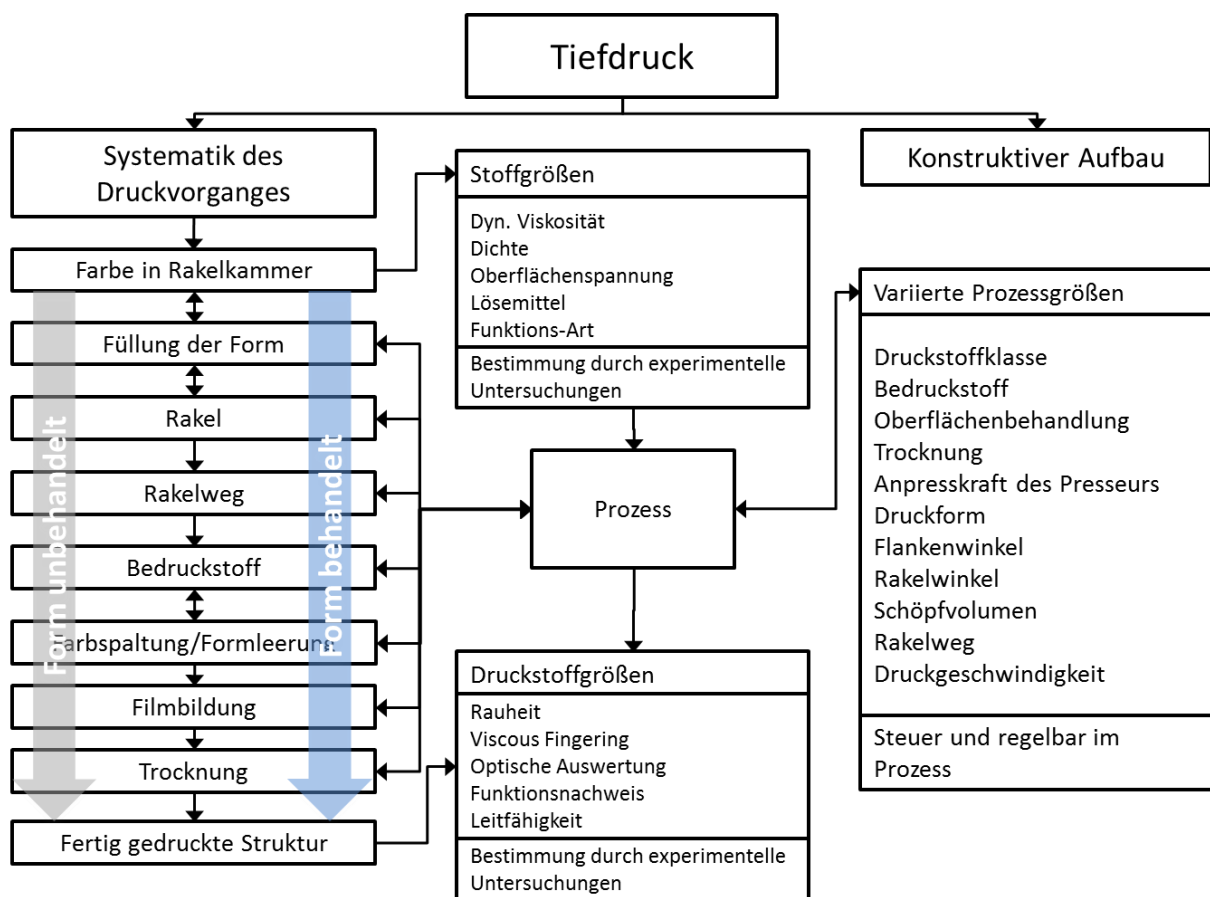 Tiefdruck
Systematik des
Druckvorganges
Farbe in Rakelkammer
Füllung der Form
Rakel
Rakelweg
Bedruckstoff
Farbspaltung/Formleerung
Filmbildung
Trocknung
Fertig gedruckte Struktur
Form unbehandelt
Form behandelt
Stoffgrößen
Dyn. Viskosität
Dichte
Oberflächenspannung
Lösemittel
Funktions-Art
Bestimmung durch experimentelle
Untersuchungen
Prozess
Druckstoffgrößen
Rauheit
Viscous Fingering
Optische Auswertung
Funktionsnachweis
Leitfähigkeit
Bestimmung durch experimentelle
Untersuchungen
Konstruktiver Aufbau
Variierte Prozessgrößen
Druckstoffklasse
Bedruckstoff
Oberflächenbehandlung
Trocknung
Anpresskraft des Presseurs
Druckform
Flankenwinkel
Rakelwinkel
Schöpfvolumen
Rakelweg
Druckgeschwindigkeit
Steuer und regelbar im
Prozess